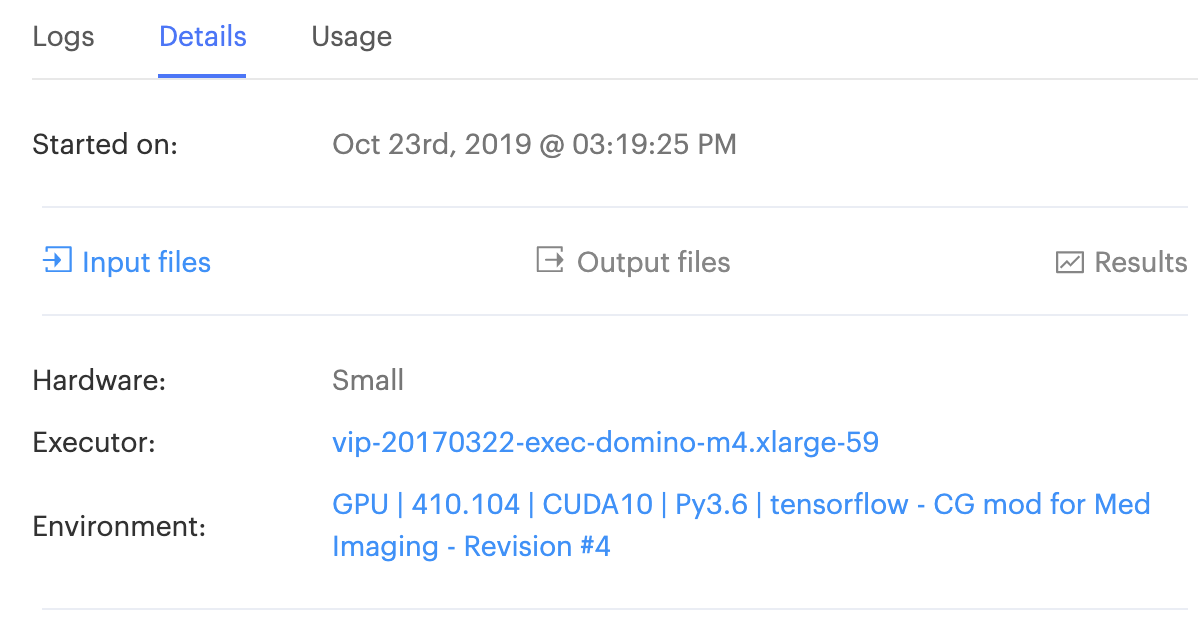 Logs Details Usage
Started on: Oct 23rd, 2019 @ 03:19:25 PM
Input files Output files Results
Hardware: Small
Executor: vip-20170322-exec-domino-m4.xlarge-59
Environment: GPU | 410.104 | CUDA10 | Py3.6 | tensorflow - CG mod for Med
Imaging - Revision #4